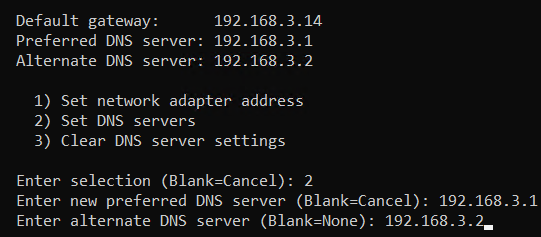 Default gateway: 192.168.3.14
Preferred DNS server: 192.168.3.1
Alternate DNS server: 192.168.3.2
1) Set network adapter address
2) Set DNS servers
3) Clear DNS server settings
Enter selection (Blank=Cancel): 2
Enter new preferred DNS server (Blank=Cancel): 192.168.3.1
Enter alternate DNS server (Blank=None): 192.168.3.2